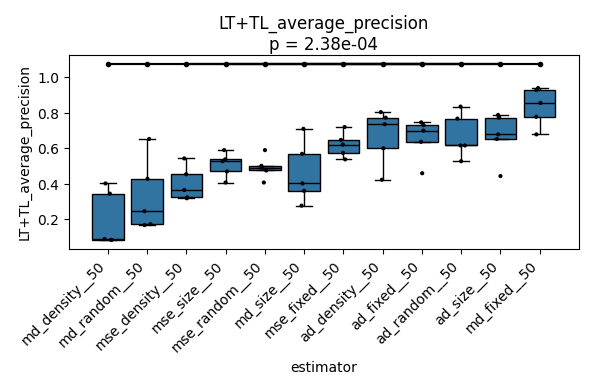 LT+TL_average_precision
p = 2.38e-04
LT+TL_average_precision
1.0
0.8
0.6
0.4
0.2
md_density__50
md_random__50
mse_density__50
mse_size__50
mse_random__50
md_size__50
mse_fixed__50
ad_density__50
ad_fixed__50
ad_random__50
ad_size__50
md_fixed__50
estimator